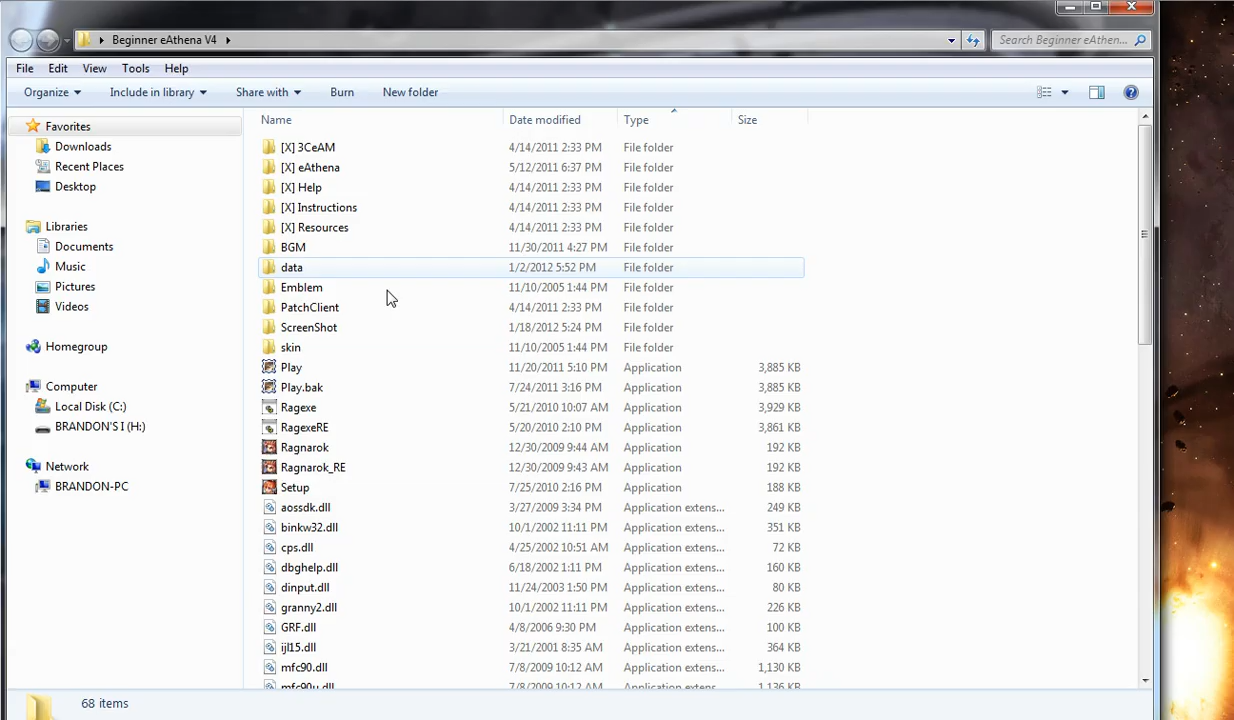 Beginner eAthena V4
Search Beginner eAthen...
File Edit View Tools Help
Organize Include in library Share with Burn New folder
Favorites
Downloads
Recent Places
Desktop
Libraries
Documents
Music
Pictures
Videos
Homegroup
Computer
Local Disk (C:)
BRANDON'S I (H:)
Network
BRANDON-PC
Name Date modified Type Size
[X] 3CeAM 4/14/2011 2:33 PM File folder
[X] eAthena 5/12/2011 6:37 PM File folder
[X] Help 4/14/2011 2:33 PM File folder
[X] Instructions 4/14/2011 2:33 PM File folder
[X] Resources 4/14/2011 2:33 PM File folder
BGM 11/30/2011 4:27 PM File folder
data 1/2/2012 5:52 PM File folder
Emblem 11/10/2005 1:44 PM File folder
PatchClient 4/14/2011 2:33 PM File folder
ScreenShot 1/18/2012 5:24 PM File folder
skin 11/10/2005 1:44 PM File folder
Play 11/20/2011 5:10 PM Application 3,885 KB
Play.bak 7/24/2011 3:16 PM Application 3,885 KB
Ragexe 5/21/2010 10:07 AM Application 3,929 KB
RagexeRE 5/20/2010 2:10 PM Application 3,861 KB
Ragnarok 12/30/2009 9:44 AM Application 192 KB
Ragnarok_RE 12/30/2009 9:43 AM Application 192 KB
Setup 7/25/2010 2:16 PM Application 188 KB
aossdk.dll 3/27/2009 3:34 PM Application extens... 249 KB
binkw32.dll 10/1/2002 11:11 PM Application extens... 351 KB
cps.dll 4/25/2002 10:51 AM Application extens... 72 KB
dbghelp.dll 6/18/2002 1:11 PM Application extens... 160 KB
dinput.dll 11/24/2003 1:50 PM Application extens... 80 KB
granny2.dll 10/1/2002 11:11 PM Application extens... 226 KB
GRF.dll 4/8/2006 9:30 PM Application extens... 100 KB
ijl15.dll 3/21/2001 8:35 AM Application extens... 364 KB
mfc90.dll 7/8/2009 10:12 AM Application extens... 1,130 KB
mfc90u.dll 7/8/2009 10:12 AM Application extens... 1,136 KB
68 items